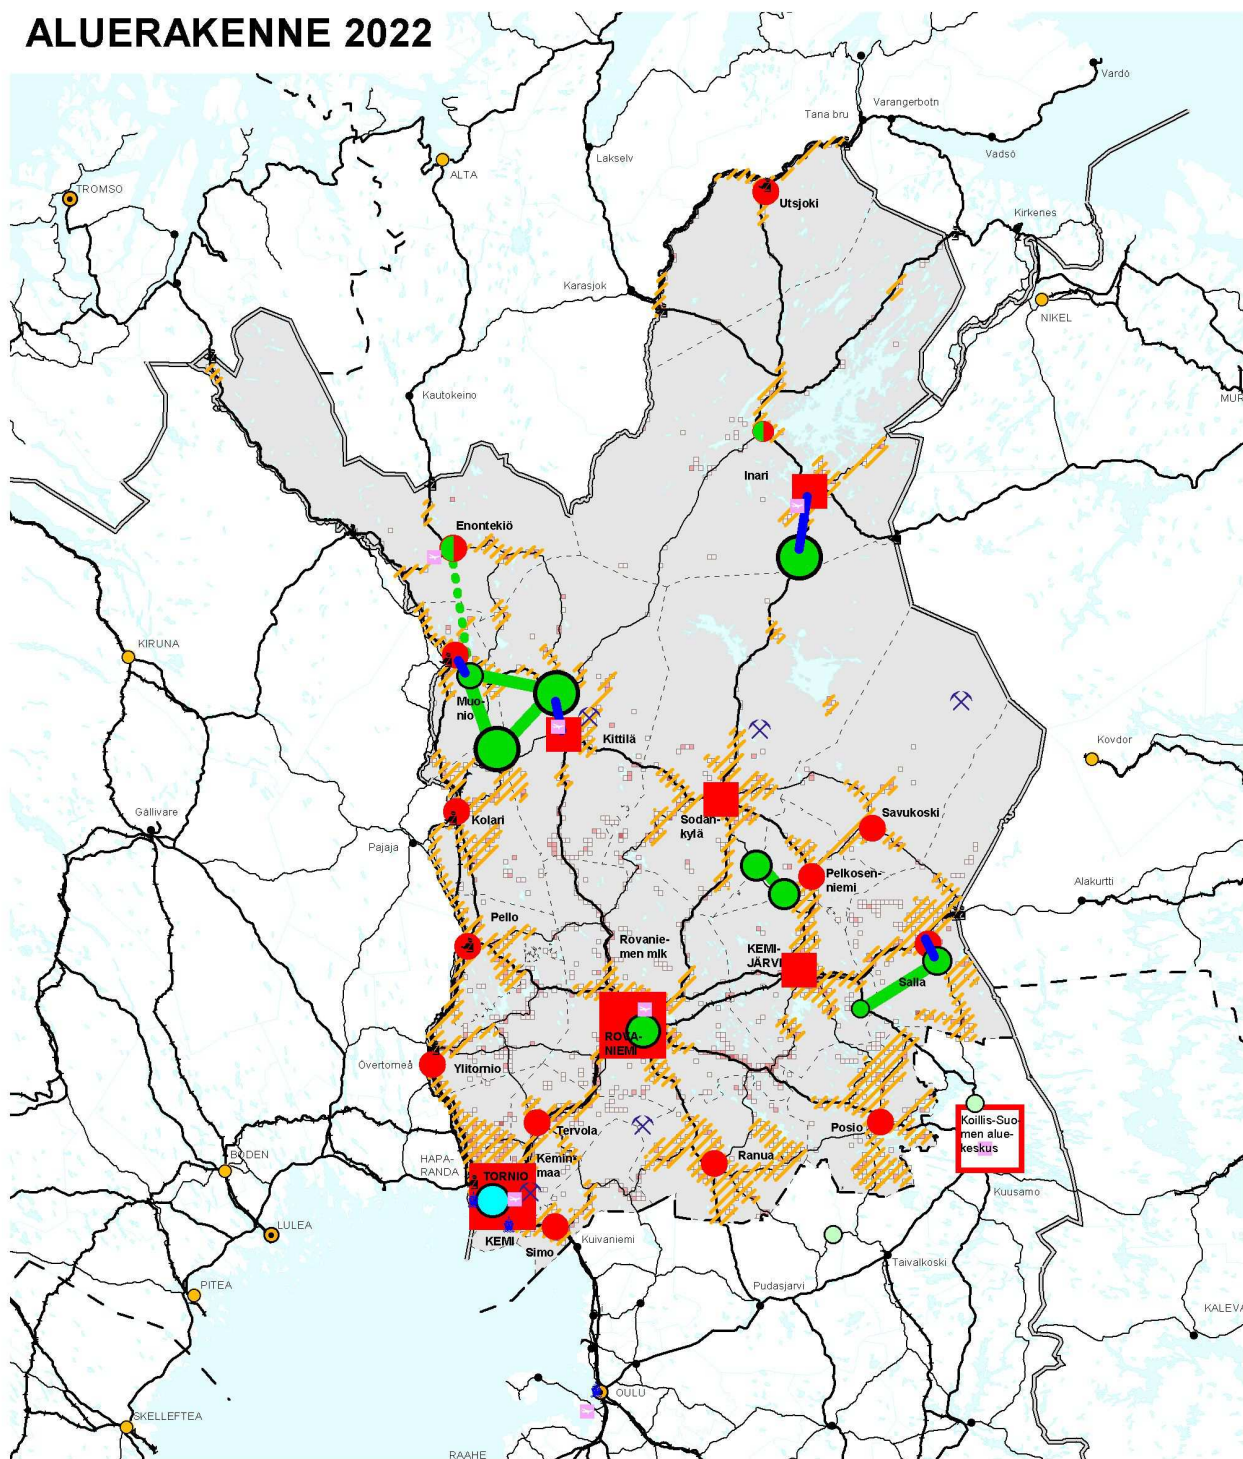 ALUERAKENNE 2022
Vardö
Tana bru
Varangerbotn
Lakselv
Vadsö
ALTA
TROMSO
Utsjoki
Kirkenes
Karasjok
NIKEL
Kautokeino
MUR
Inari
Enontekiö
KIRUNA
Muo-
nio
Kittilä
Kovdor
Kolari
Sodan-
kylä
Savukoski
Gällivare
Pajaja
Pelkosen-
niemi
Alakurtti
Pello
Rovanie-
men mlk
KEMI-
JÄRVI
Salla
ROVA-
NIEMI
Övertorneå
Ylitornio
Tervola
Posio
Koillis-Suo-
men alue-
keskus
Ranua
Kemin-
maa
HAPA-
RANDA
TORNIO
BODEN
Kuusamo
LULEA
KEMI
Simo
Kuivaniemi
Taivalkoski
PITEA
Pudasjarvi
Ii
KALEVA
OULU
SKELLEFTEA
RAAHE